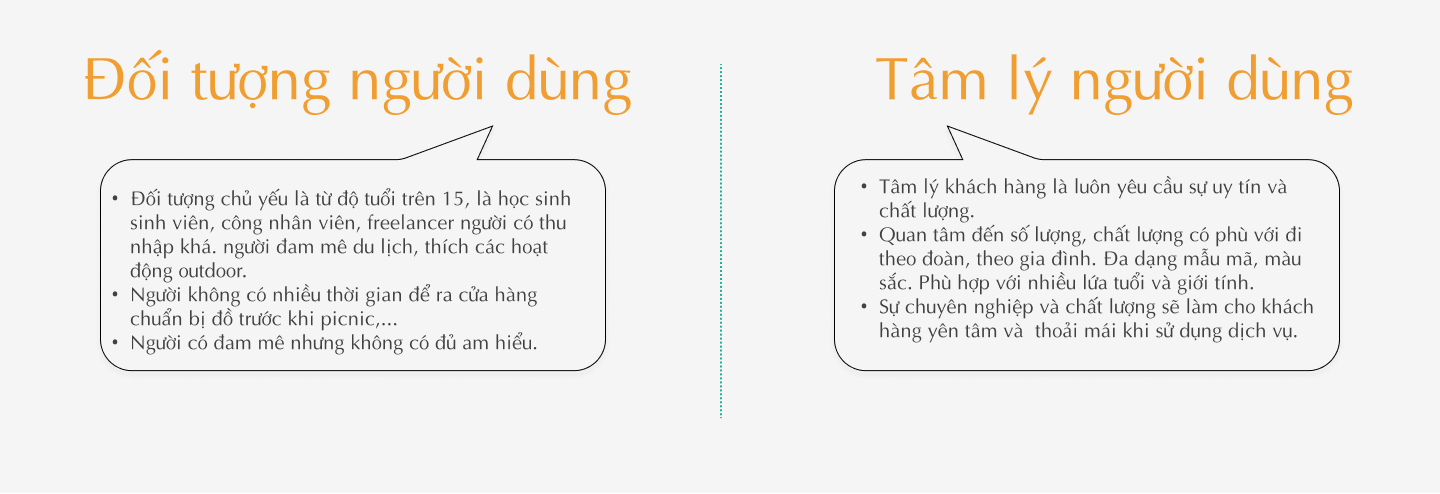 Đối tượng người dùng
• Đối tượng chủ yếu là từ độ tuổi trên 15, là học sinh
sinh viên, công nhân viên, freelancer người có thu
nhập khá. người đam mê du lịch, thích các hoạt
động outdoor.
• Người không có nhiều thời gian để ra cửa hàng
chuẩn bị đồ trước khi picnic,...
• Người có đam mê nhưng không có đủ am hiểu.
Tâm lý người dùng
• Tâm lý khách hàng là luôn yêu cầu sự uy tín và
chất lượng.
• Quan tâm đến số lượng, chất lượng có phù với đi
theo đoàn, theo gia đình. Đa dạng mẫu mã, màu
sắc. Phù hợp với nhiều lứa tuổi và giới tính.
• Sự chuyên nghiệp và chất lượng sẽ làm cho khách
hàng yên tâm và  thoải mái khi sử dụng dịch vụ.